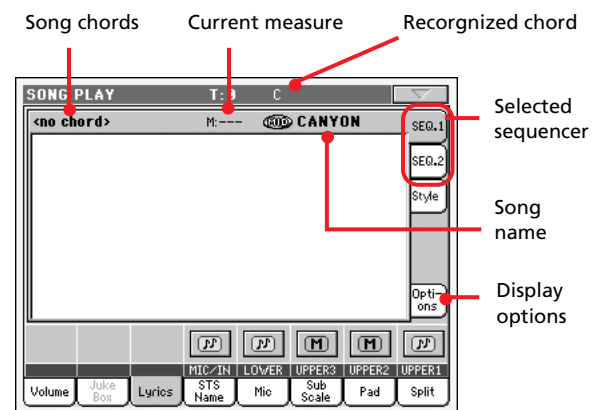 Song chords Current measure Recorgnized chord
SONG PLAY T: C
<no chord> M:--- MID CANYON
SEQ.1
SEQ.2
Style
Opti-
ons
Selected
sequencer
Song
name
Display
options
M M
MIC/IN LOWER UPPER3 UPPER2 UPPER1
Volume Juke Box Lyrics STS Name Mic Sub Scale Pad Split